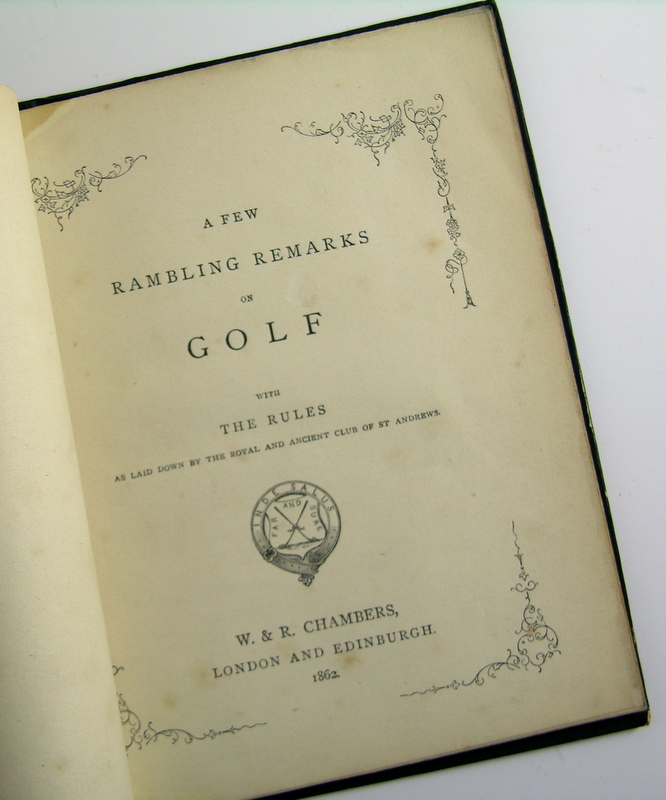 A FEW
RAMBLING REMARKS
ON
GOLF
WITH
THE RULES
AS LAID DOWN BY THE ROYAL AND ANCIENT CLUB OF ST ANDREWS.
INDE SALUS
FAR AND SURE
W. & R. CHAMBERS,
LONDON AND EDINBURGH.
1862.